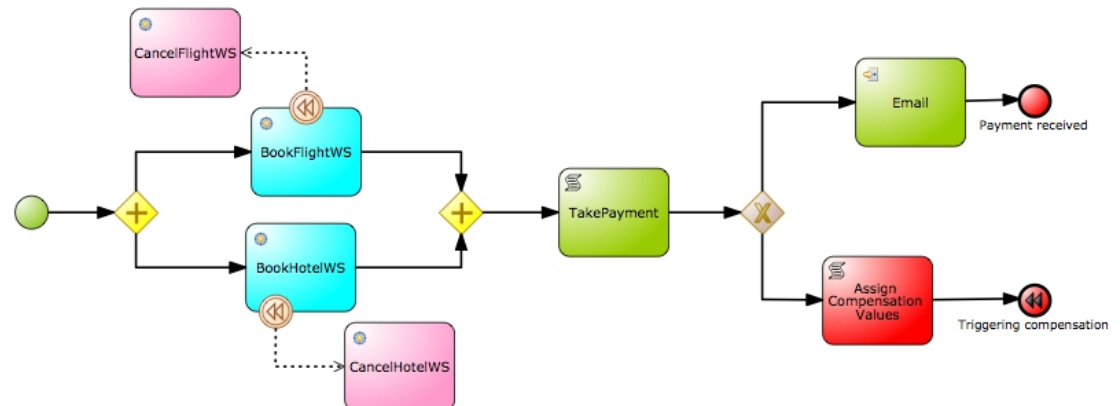 CancelFlightWS
BookFlightWS
BookHotelWS
CancelHotelWS
TakePayment
X
Email
Payment received
Assign
Compensation
Values
Triggering compensation